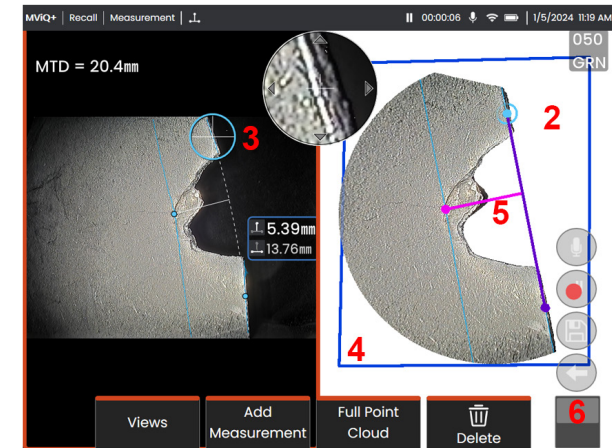 MViQ+ | Recall | Measurement | 00:00:06 1/5/2024 11:19 AM
050
GRN
MTD = 20.4mm
2
3
5
5.39mm
13.76mm
4
6
Views
Add
Measurement
Full Point
Cloud
Delete